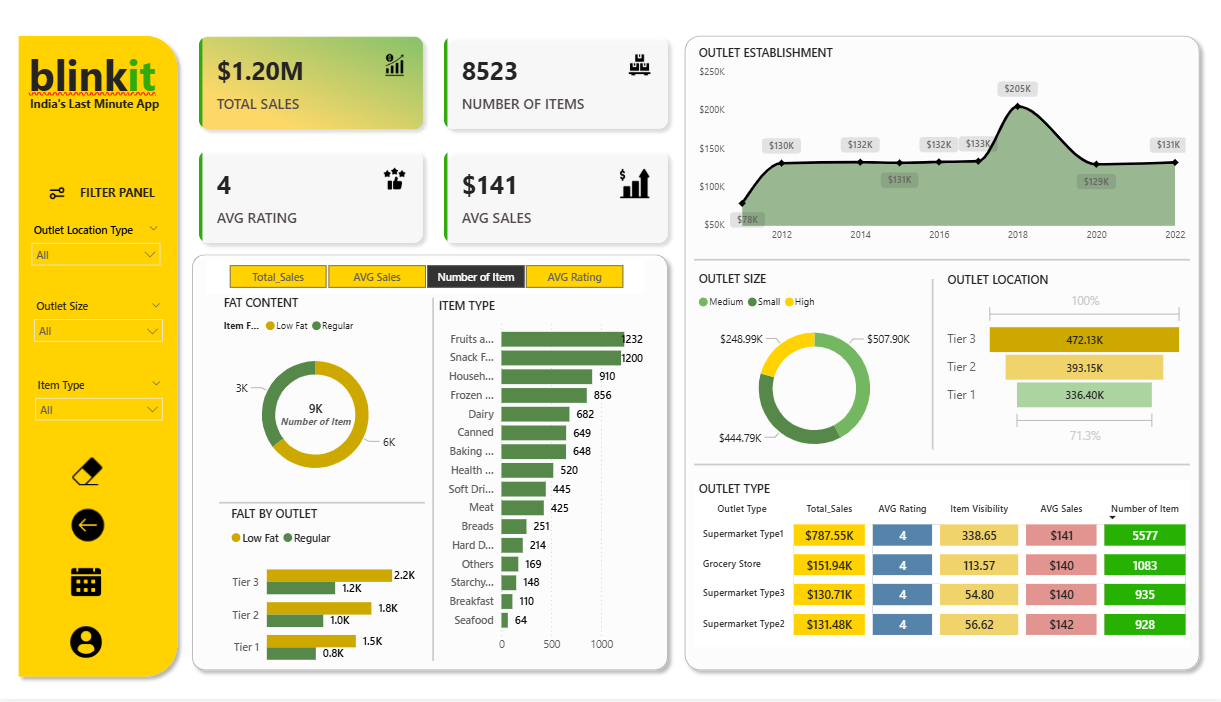 blinkit
India's Last Minute App
FILTER PANEL
Outlet Location Type
All
Outlet Size
All
Item Type
All
$1.20M
TOTAL SALES
8523
NUMBER OF ITEMS
4
AVG RATING
$141
AVG SALES
Total_Sales
AVG Sales
Number of Item
AVG Rating
FAT CONTENT
Item F... Low Fat Regular
3K
9K
Number of Item
6K
FALT BY OUTLET
Low Fat Regular
Tier 3 2.2K
1.2K
Tier 2 1.8K
1.0K
Tier 1 1.5K
0.8K
ITEM TYPE
Fruits a... 1232
Snack F... 1200
Househ... 910
Frozen ... 856
Dairy 682
Canned 649
Baking ... 648
Health ... 520
Soft Dri... 445
Meat 425
Breads 251
Hard D... 214
Others 169
Starchy... 148
Breakfast 110
Seafood 64
0 500 1000
OUTLET ESTABLISHMENT
$250K
$200K
$150K
$100K
$50K
$78K
$130K
$132K
$131K
$132K
$133K
$205K
$129K
$131K
2012 2014 2016 2018 2020 2022
OUTLET SIZE
Medium Small High
$248.99K
$507.90K
$444.79K
OUTLET LOCATION
100%
Tier 3 472.13K
Tier 2 393.15K
Tier 1 336.40K
71.3%
OUTLET TYPE
Outlet Type Total_Sales AVG Rating Item Visibility AVG Sales Number of Item
Supermarket Type1 $787.55K 4 338.65 $141 5577
Grocery Store $151.94K 4 113.57 $140 1083
Supermarket Type3 $130.71K 4 54.80 $140 935
Supermarket Type2 $131.48K 4 56.62 $142 928